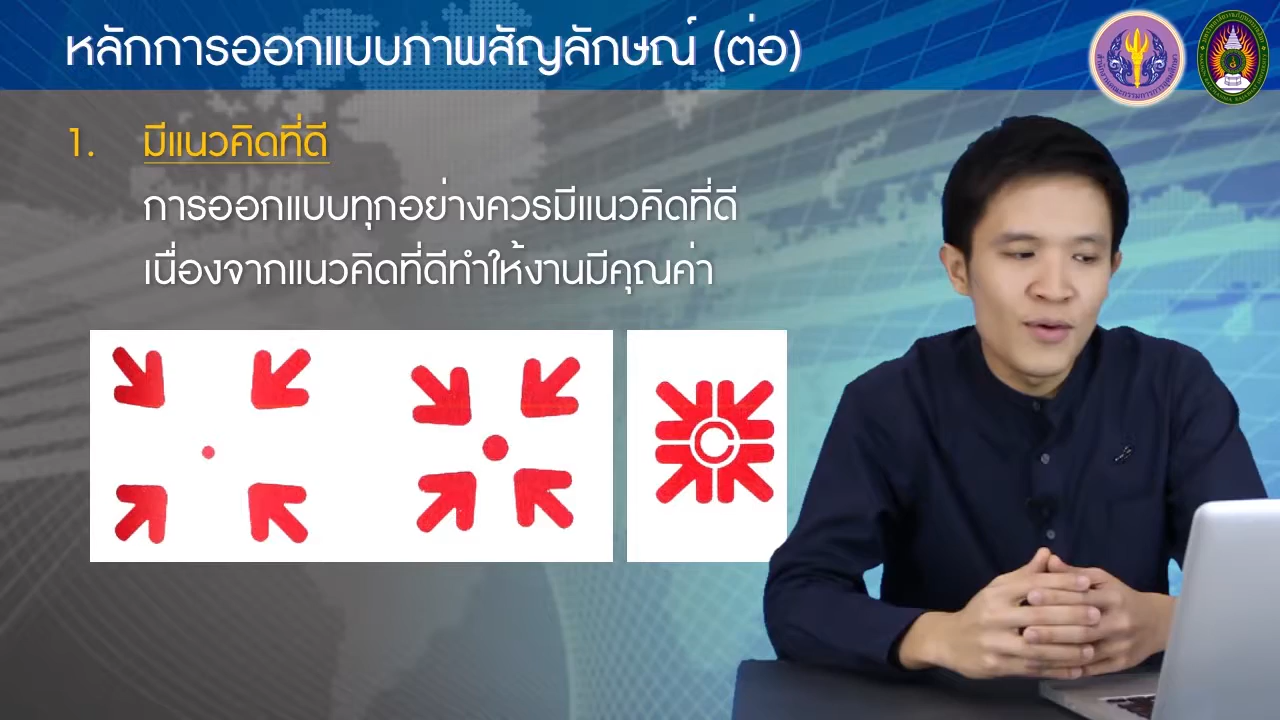 หลักการออกแบบภาพสัญลักษณ์ (ต่อ)
1. มีแนวคิดที่ดี
การออกแบบทุกอย่างควรมีแนวคิดที่ดี
เนื่องจากแนวคิดที่ดีทำให้งานมีคุณค่า